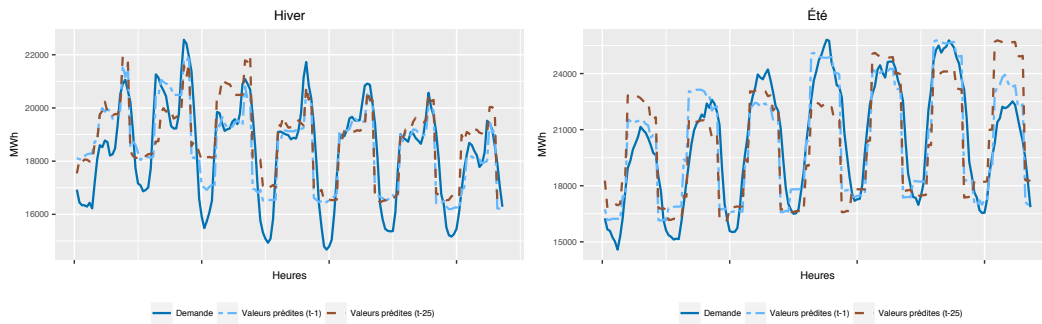 Hiver
MWh
22000
20000
18000
16000
Heures
Demande Valeurs prédites (t-1) Valeurs prédites (t-25)
Été
MWh
24000
21000
18000
15000
Heures
Demande Valeurs prédites (t-1) Valeurs prédites (t-25)